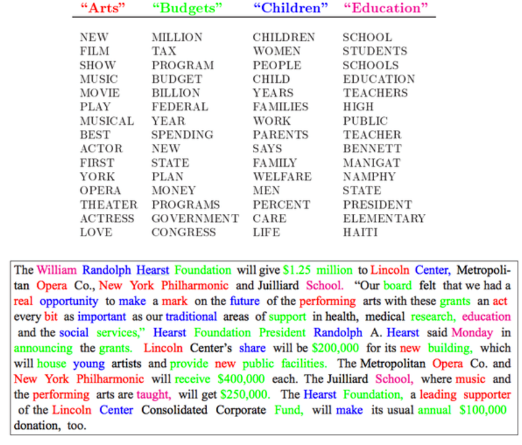 “Arts” “Budgets” “Children” “Education”
NEW MILLION CHILDREN SCHOOL
FILM TAX WOMEN STUDENTS
SHOW PROGRAM PEOPLE SCHOOLS
MUSIC BUDGET CHILD EDUCATION
MOVIE BILLION YEARS TEACHERS
PLAY FEDERAL FAMILIES HIGH
MUSICAL YEAR WORK PUBLIC
BEST SPENDING PARENTS TEACHER
ACTOR NEW SAYS BENNETT
FIRST STATE FAMILY MANIGAT
YORK PLAN WELFARE NAMPHY
OPERA MONEY MEN STATE
THEATER PROGRAMS PERCENT PRESIDENT
ACTRESS GOVERNMENT CARE ELEMENTARY
LOVE CONGRESS LIFE HAITI
The William Randolph Hearst Foundation will give $1.25 million to Lincoln Center, Metropoli-
tan Opera Co., New York Philharmonic and Juilliard School. “Our board felt that we had a
real opportunity to make a mark on the future of the performing arts with these grants an act
every bit as important as our traditional areas of support in health, medical research, education
and the social services,” Hearst Foundation President Randolph A. Hearst said Monday in
announcing the grants. Lincoln Center’s share will be $200,000 for its new building, which
will house young artists and provide new public facilities. The Metropolitan Opera Co. and
New York Philharmonic will receive $400,000 each. The Juilliard School, where music and
the performing arts are taught, will get $250,000. The Hearst Foundation, a leading supporter
of the Lincoln Center Consolidated Corporate Fund, will make its usual annual $100,000
donation, too.